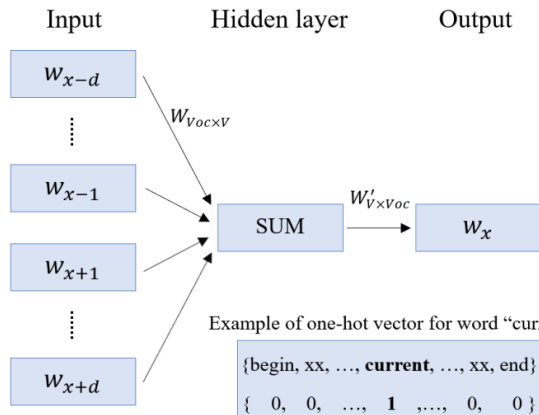 Input Hidden layer Output
w_{x-d}
W_{Voc×V}
w_{x-1}
W'_{V×Voc}
SUM
w_x
w_{x+1}
Example of one-hot vector for word “curr
{begin, xx, …, current, …, xx, end}
w_{x+d}
{ 0, 0, …, 1 ,…, 0, 0 }